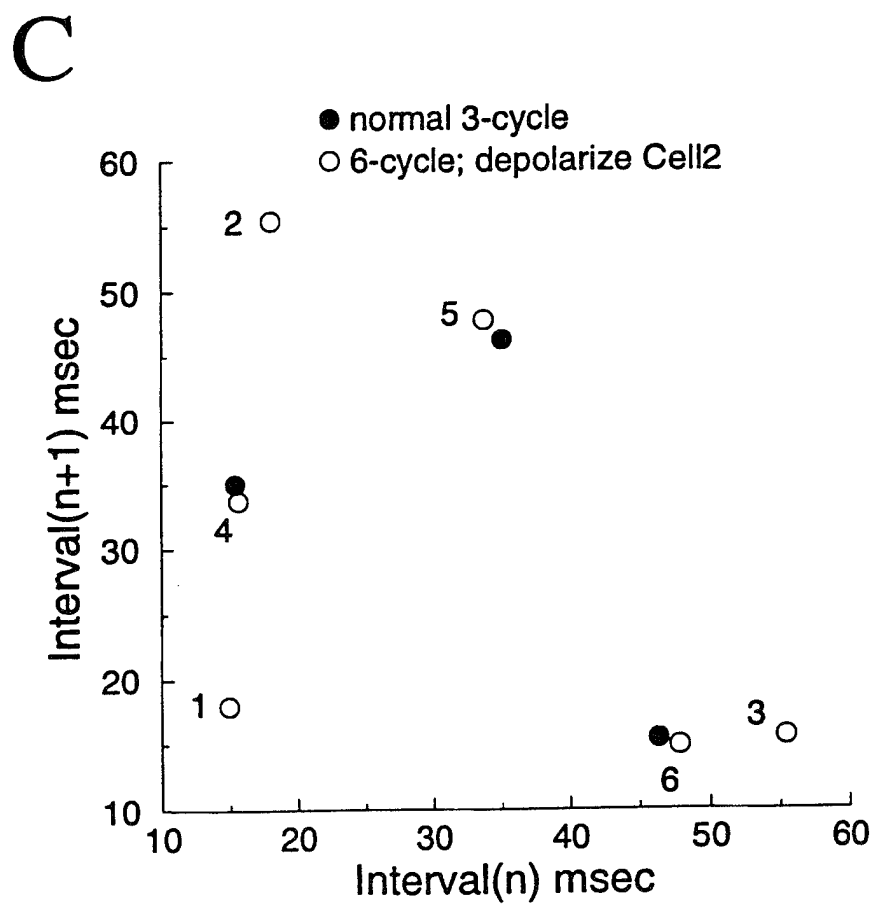 C
normal 3-cycle
6-cycle; depolarize Cell2
60
50
40
30
20
10
Interval(n+1) msec
2
5
4
1
3
6
10 20 30 40 50 60
Interval(n) msec